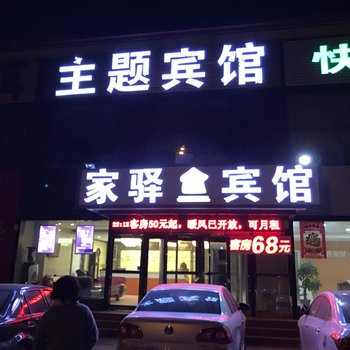 主题宾馆
快
家驿宾馆
客房50元起，暖风已开放，可月租
客房68元